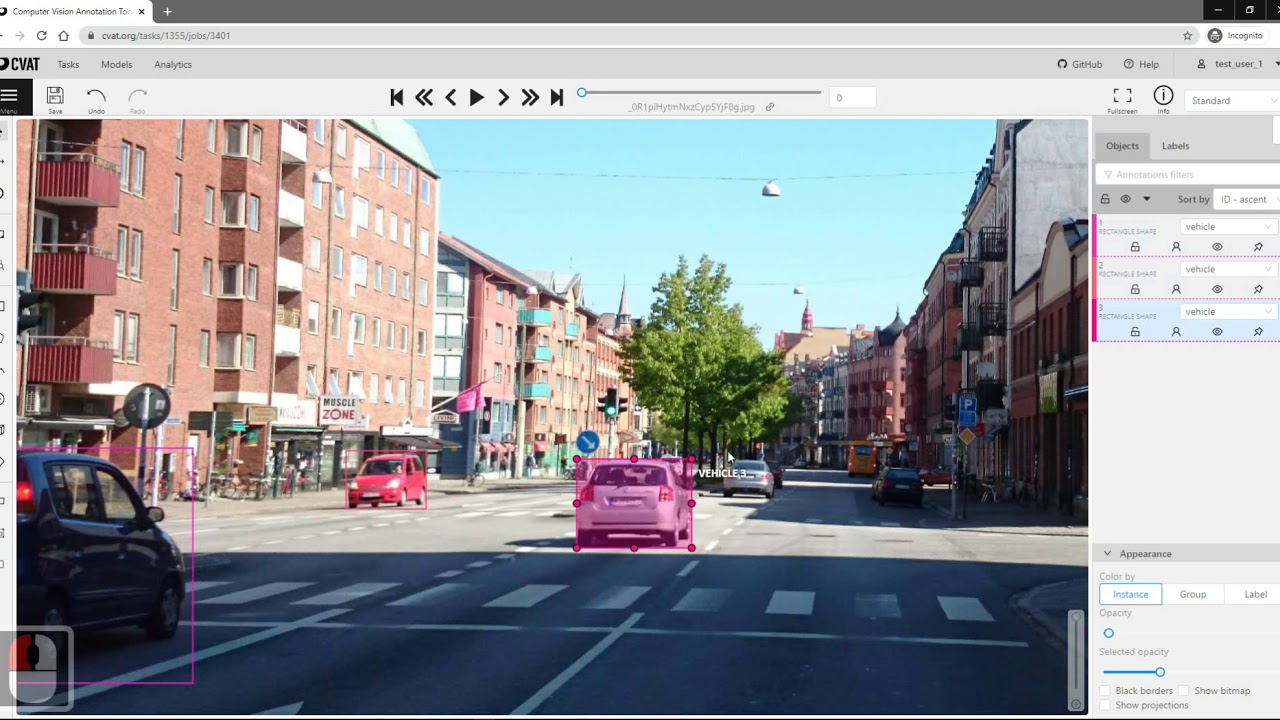 Computer Vision Annotation Too
cvat.org/tasks/1355/jobs/3401
Incognito
CVAT
Tasks
Models
Analytics
GitHub
Help
test_user_1
Menu
Save
Undo
Redo
_0R1piHytmNxzCyp5YjF8g.jpg
0
Fullscreen
Info
Standard
Objects
Labels
Annotations filters
Sort by
ID - ascent
1
RECTANGLE SHAPE
vehicle
2
RECTANGLE SHAPE
vehicle
3
RECTANGLE SHAPE
vehicle
MUSCLE
ZONE
P
VEHICLE 3
Appearance
Color by
Instance
Group
Label
Opacity
Selected opacity
Black borders
Show bitmap
Show projections